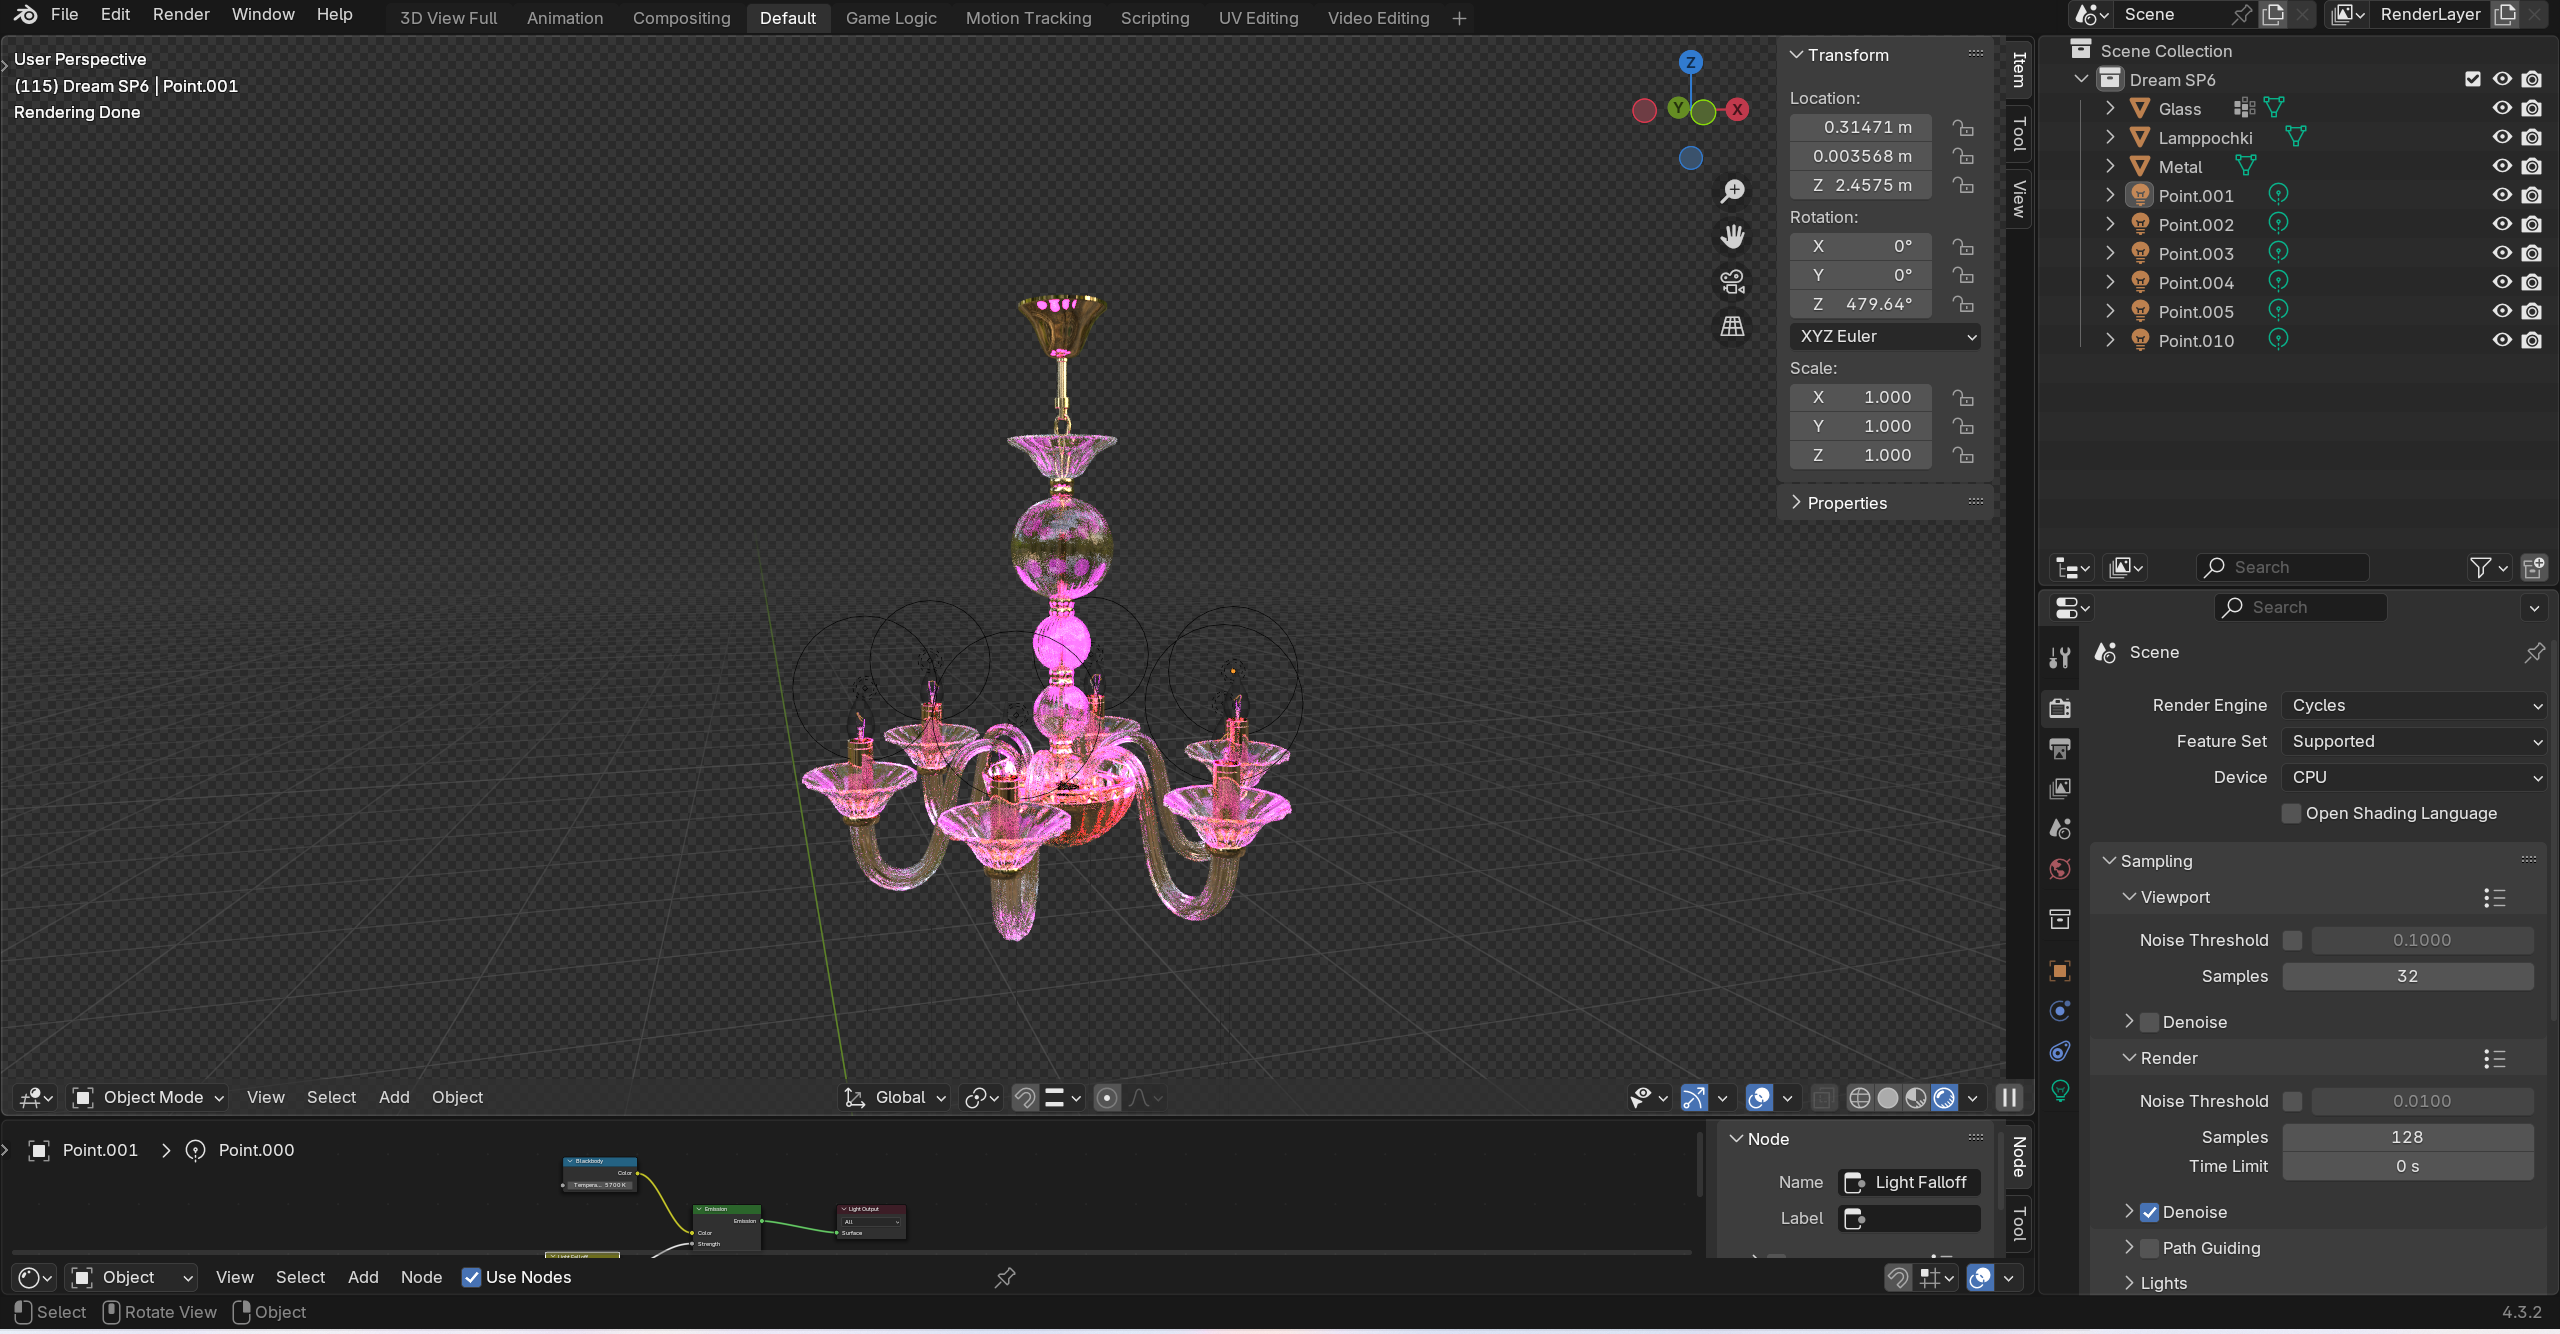 File Edit Render Window Help 3D View Full Animation Compositing Default Game Logic Motion Tracking Scripting UV Editing Video Editing Scene RenderLayer
User Perspective
(115) Dream SP6 | Point.001
Rendering Done
Z
Y
X
Transform
Location:
0.31471 m
0.003568 m
Z 2.4575 m
Rotation:
X 0°
Y 0°
Z 479.64°
XYZ Euler
Scale:
X 1.000
Y 1.000
Z 1.000
Properties
Item
Tool
View
Scene Collection
Dream SP6
Glass
Lamppochki
Metal
Point.001
Point.002
Point.003
Point.004
Point.005
Point.010
Search
Search
Scene
Render Engine Cycles
Feature Set Supported
Device CPU
Open Shading Language
Sampling
Viewport
Noise Threshold 0.1000
Samples 32
Denoise
Render
Noise Threshold 0.0100
Samples 128
Time Limit 0 s
Denoise
Path Guiding
Lights
Object Mode View Select Add Object Global
Point.001 Point.000
Blackbody
Color
Tempera... 5700 K
Emission
Emission
Color
Strength
Light Output
All
Surface
Light Falloff
Node
Name Light Falloff
Label
Node
Tool
Object View Select Add Node Use Nodes
Select Rotate View Object 4.3.2